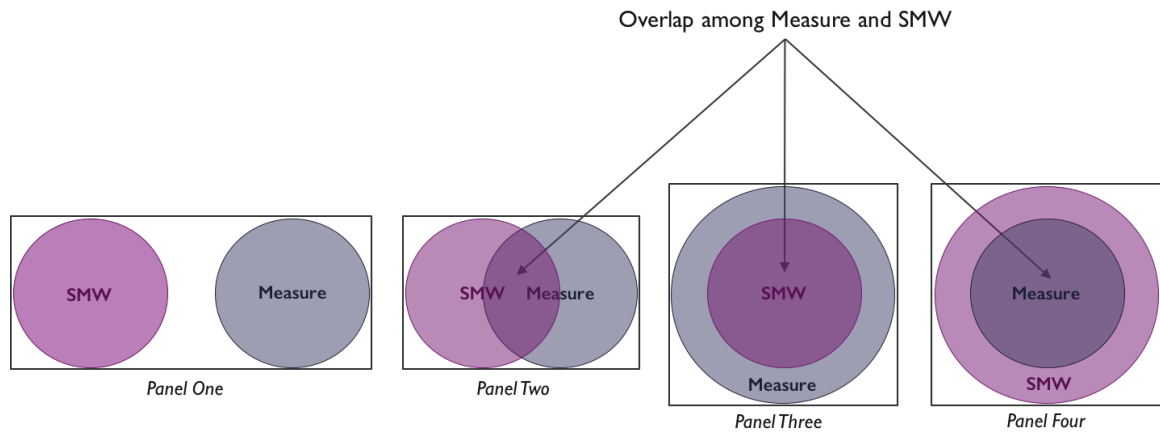 Overlap among Measure and SMW
SMW
Measure
SMW
Measure
SMW
Measure
Measure
SMW
Panel One
Panel Two
Panel Three
Panel Four